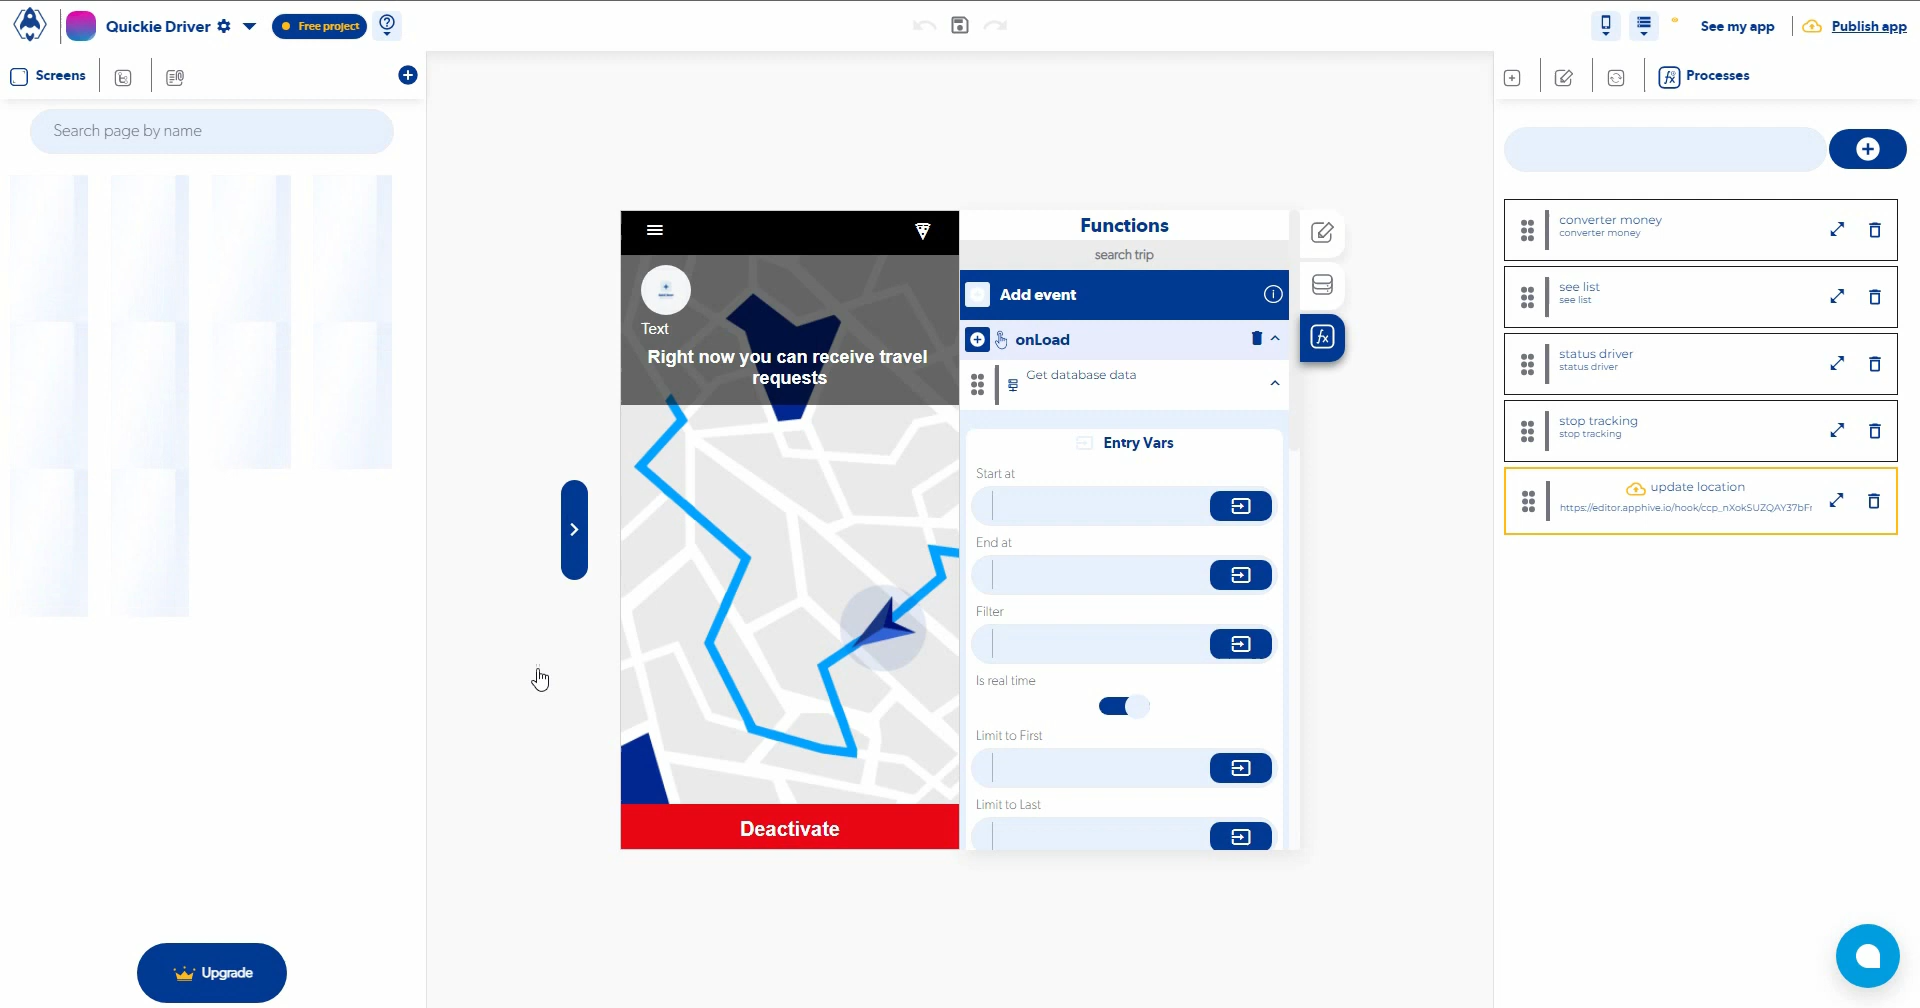 Quickie Driver
Free project
See my app
Publish app
Screens
Processes
Search page by name
Functions
search trip
Add event
onLoad
Get database data
Entry Vars
Start at
End at
Filter
Is real time
Limit to First
Limit to Last
Text
Right now you can receive travel
requests
Deactivate
converter money
converter money
see list
see list
status driver
status driver
stop tracking
stop tracking
update location
https://editor.apphive.io/hook/ccp_nXokSUZQAY37bFr
Upgrade